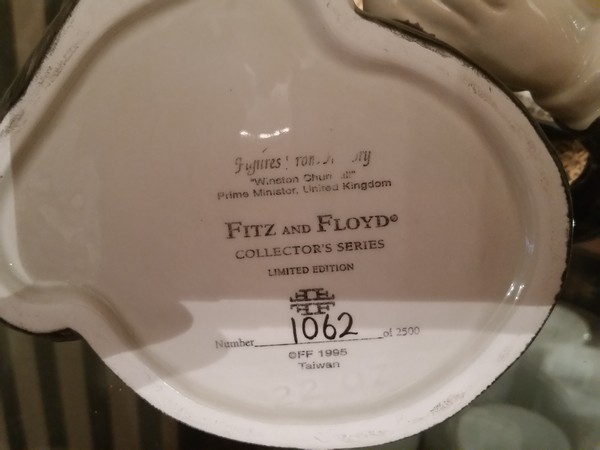 Figures
"Winston
Prime Minister, United Kingdom
FITZ AND FLOYD®
COLLECTOR'S SERIES
LIMITED EDITION
FF
Number 1062 of 2500
©FF 1995
Taiwan